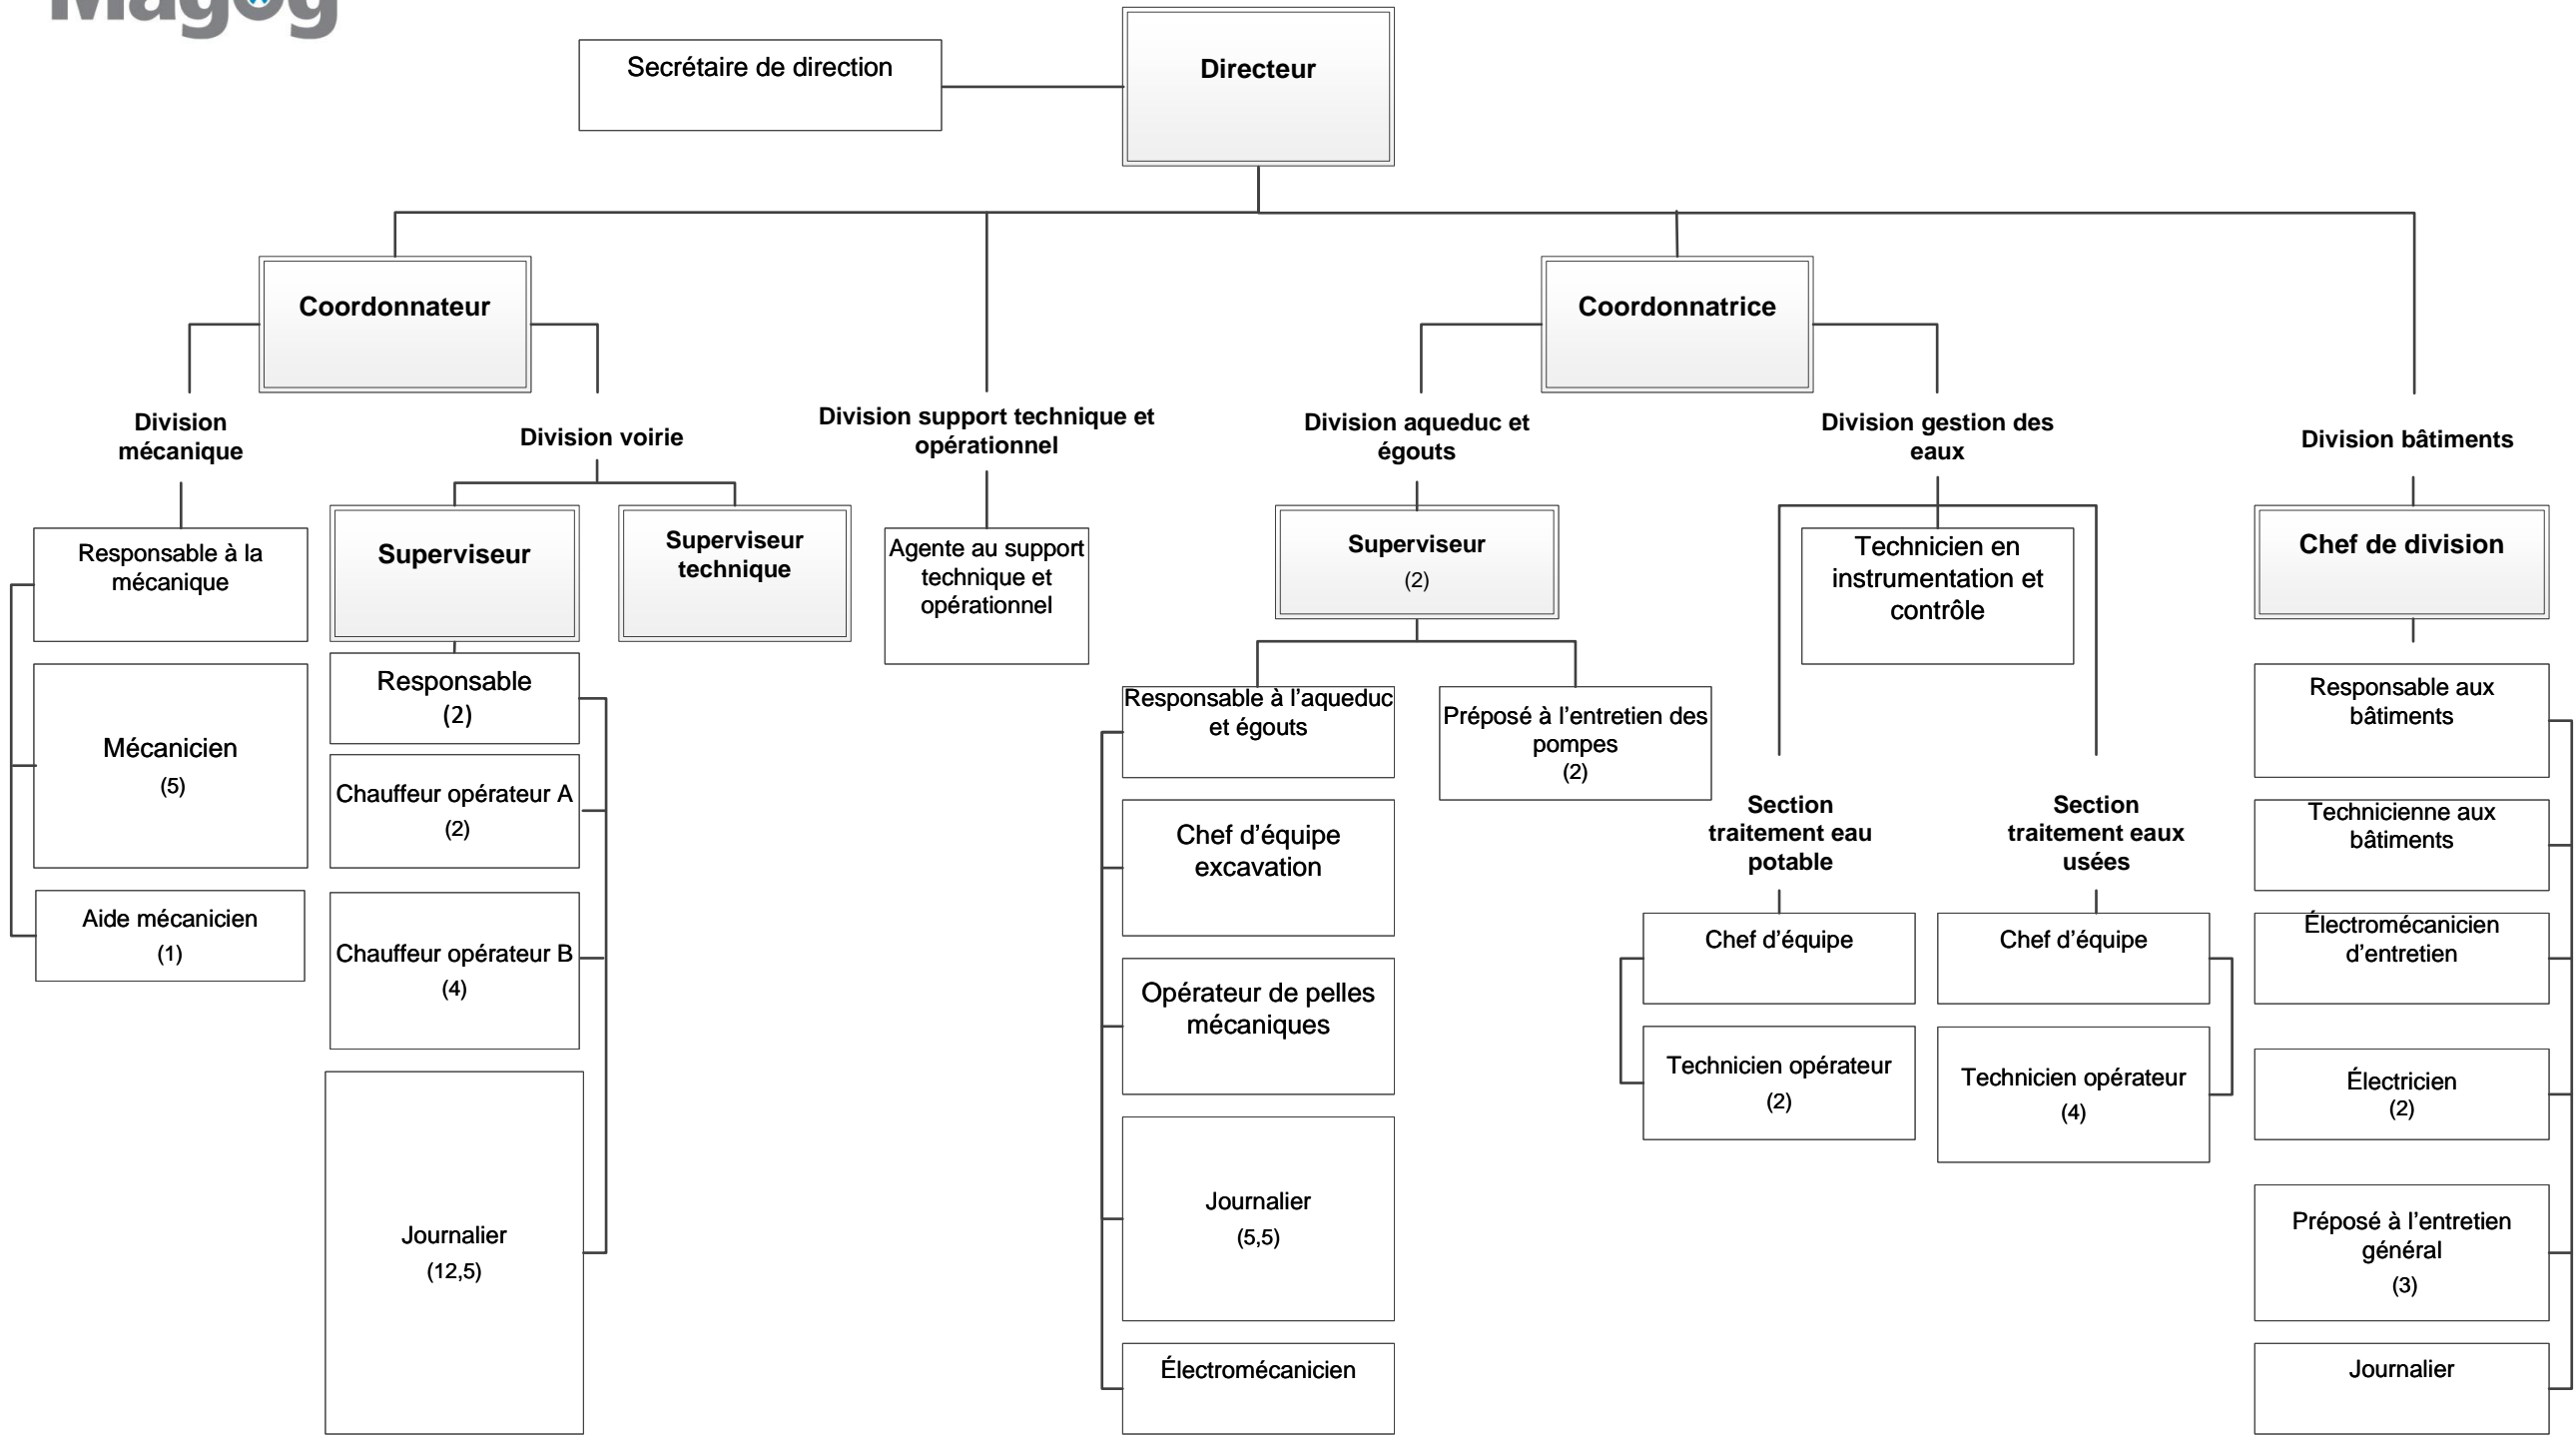 Magog
Secrétaire de direction
Directeur
Coordonnateur
Coordonnatrice
Division
mécanique
Division voirie
Division support technique et
opérationnel
Division aqueduc et
égouts
Division gestion des
eaux
Division bâtiments
Responsable à la
mécanique
Mécanicien
(5)
Aide mécanicien
(1)
Superviseur
Superviseur
technique
Responsable
(2)
Chauffeur opérateur A
(2)
Chauffeur opérateur B
(4)
Journalier
(12,5)
Agente au support
technique et
opérationnel
Superviseur
(2)
Responsable à l’aqueduc
et égouts
Préposé à l’entretien des
pompes
(2)
Chef d’équipe
excavation
Opérateur de pelles
mécaniques
Journalier
(5,5)
Électromécanicien
Technicien en
instrumentation et
contrôle
Section
traitement eau
potable
Chef d’équipe
Technicien opérateur
(2)
Section
traitement eaux
usées
Chef d’équipe
Technicien opérateur
(4)
Chef de division
Responsable aux
bâtiments
Technicienne aux
bâtiments
Électromécanicien
d’entretien
Électricien
(2)
Préposé à l’entretien
général
(3)
Journalier